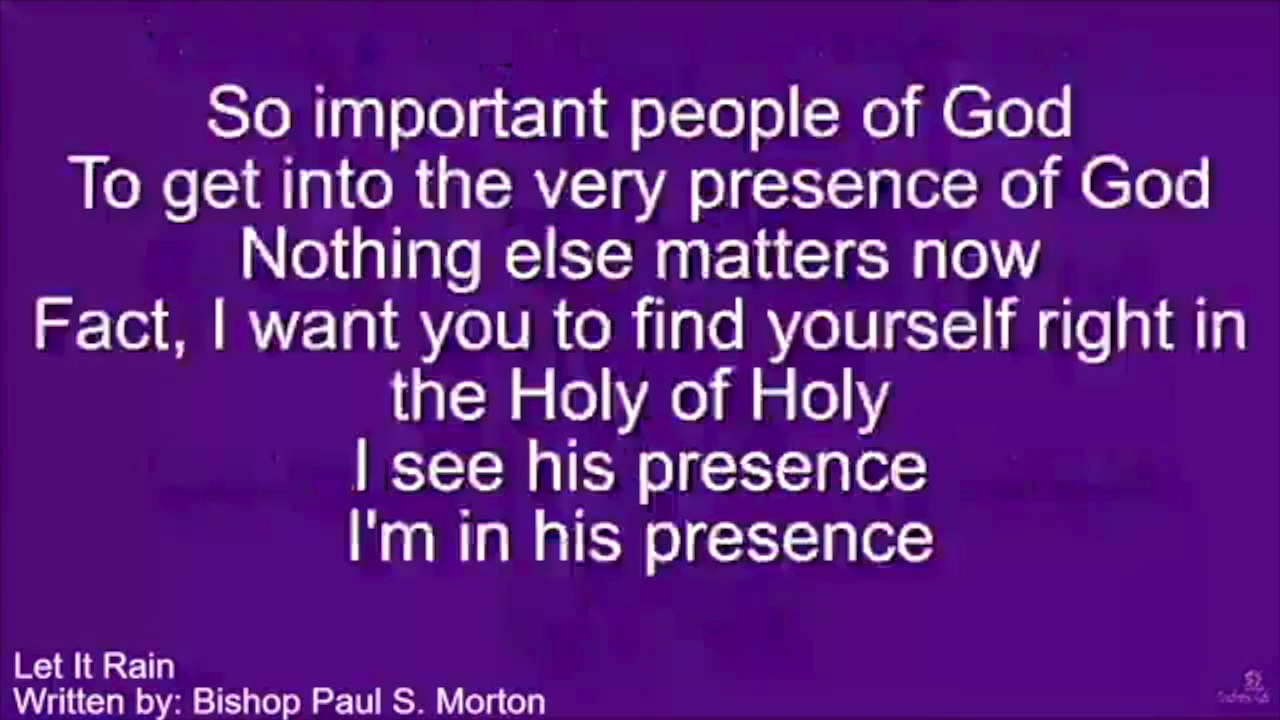 So important people of God
To get into the very presence of God
Nothing else matters now
Fact, I want you to find yourself right in
the Holy of Holy
I see his presence
I'm in his presence
Let It Rain
Written by: Bishop Paul S. Morton